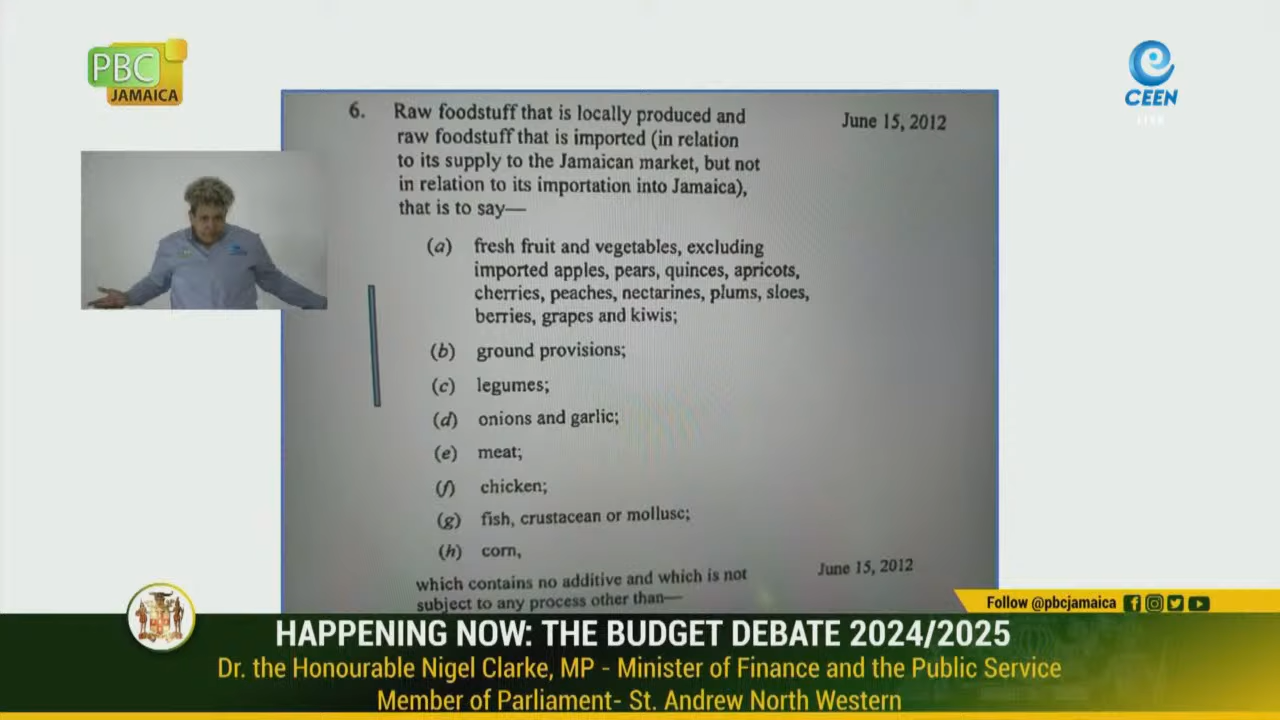 PBC
JAMAICA
CEEN
6. Raw foodstuff that is locally produced and
raw foodstuff that is imported (in relation
to its supply to the Jamaican market, but not
in relation to its importation into Jamaica),
that is to say—
June 15, 2012
(a) fresh fruit and vegetables, excluding
imported apples, pears, quinces, apricots,
cherries, peaches, nectarines, plums, sloes,
berries, grapes and kiwis;
(b) ground provisions;
(c) legumes;
(d) onions and garlic;
(e) meat;
(f) chicken;
(g) fish, crustacean or mollusc;
(h) corn,
which contains no additive and which is not
subject to any process other than—
June 15, 2012
Follow @pbcjamaica
HAPPENING NOW: THE BUDGET DEBATE 2024/2025
Dr. the Honourable Nigel Clarke, MP - Minister of Finance and the Public Service
Member of Parliament- St. Andrew North Western